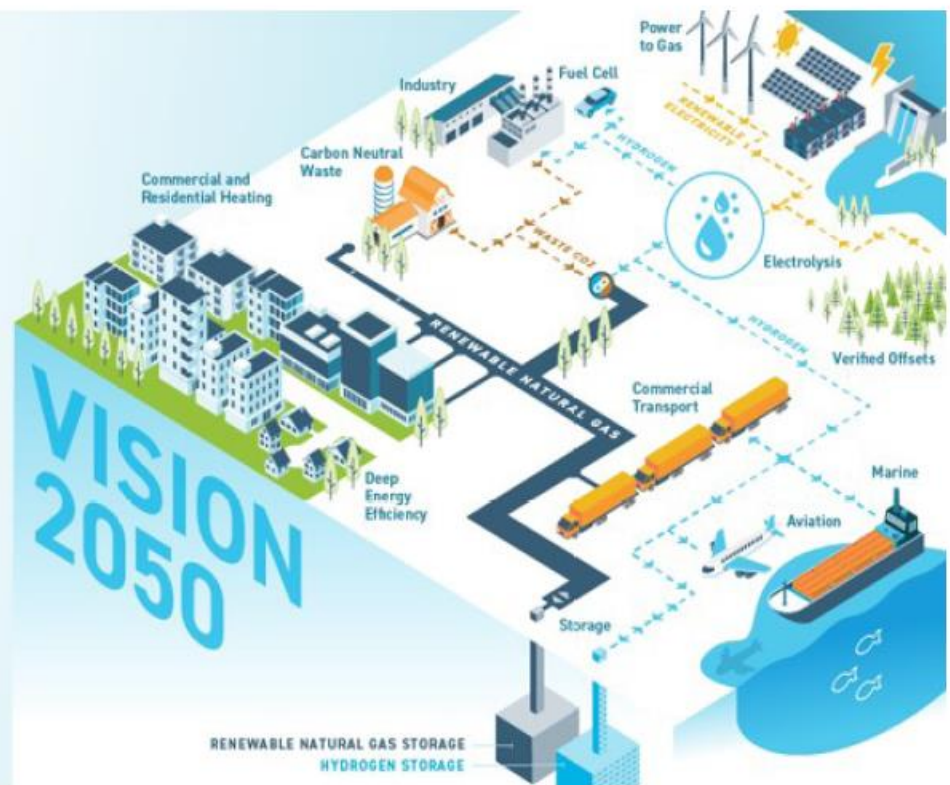 Power
to Gas
Fuel Cell
Industry
RENEWABLE
ELECTRICITY
HYDROGEN
Carbon Neutral
Waste
Commercial and
Residential Heating
WASTE CO2
Electrolysis
HYDROGEN
Verified Offsets
RENEWABLE NATURAL GAS
Commercial
Transport
VISION
2050
Deep
Energy
Efficiency
Marine
Aviation
Storage
RENEWABLE NATURAL GAS STORAGE
HYDROGEN STORAGE